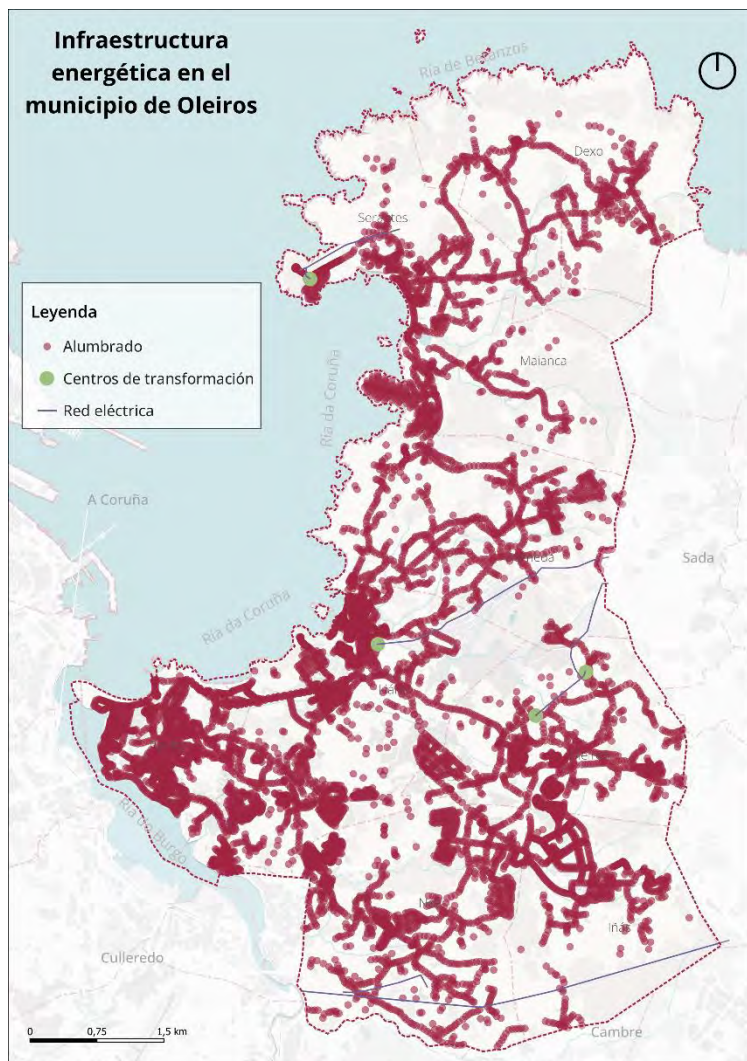 Infraestructura
energética en el
municipio de Oleiros
Ría de Betanzos
Dexo
Leyenda
Alumbrado
Centros de transformación
Red eléctrica
Maianca
Ría da Coruña
A Coruña
Sada
Ría da Coruña
Ría do Burgo
Iñás
Culleredo
Cambre
0 0,75 1,5 km